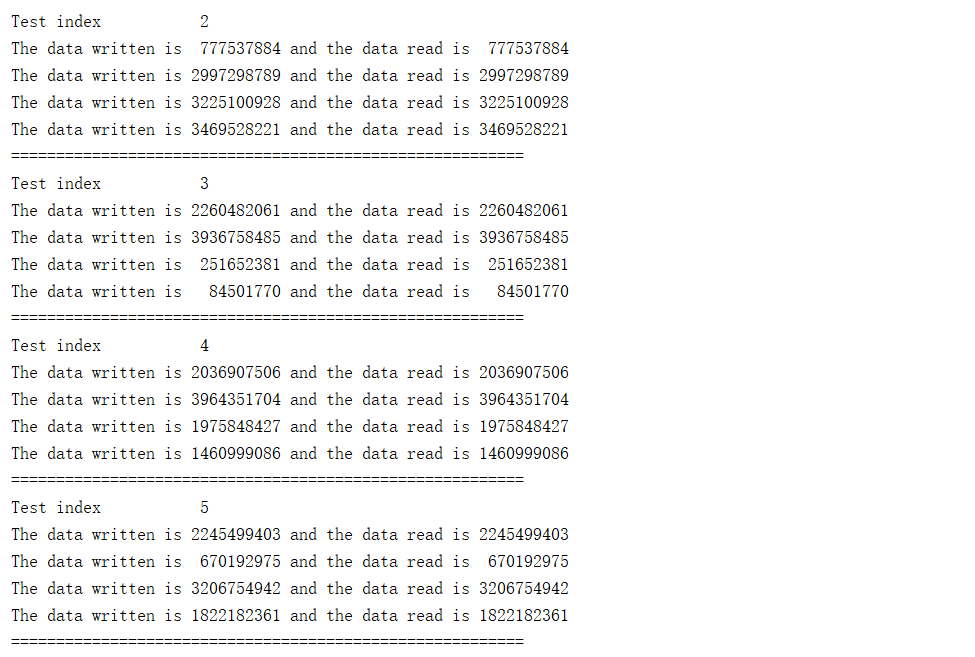 Test index           2
The data written is  777537884 and the data read is  777537884
The data written is 2997298789 and the data read is 2997298789
The data written is 3225100928 and the data read is 3225100928
The data written is 3469528221 and the data read is 3469528221
=========================================================
Test index           3
The data written is 2260482061 and the data read is 2260482061
The data written is 3936758485 and the data read is 3936758485
The data written is  251652381 and the data read is  251652381
The data written is   84501770 and the data read is   84501770
=========================================================
Test index           4
The data written is 2036907506 and the data read is 2036907506
The data written is 3964351704 and the data read is 3964351704
The data written is 1975848427 and the data read is 1975848427
The data written is 1460999086 and the data read is 1460999086
=========================================================
Test index           5
The data written is 2245499403 and the data read is 2245499403
The data written is  670192975 and the data read is  670192975
The data written is 3206754942 and the data read is 3206754942
The data written is 1822182361 and the data read is 1822182361
=========================================================